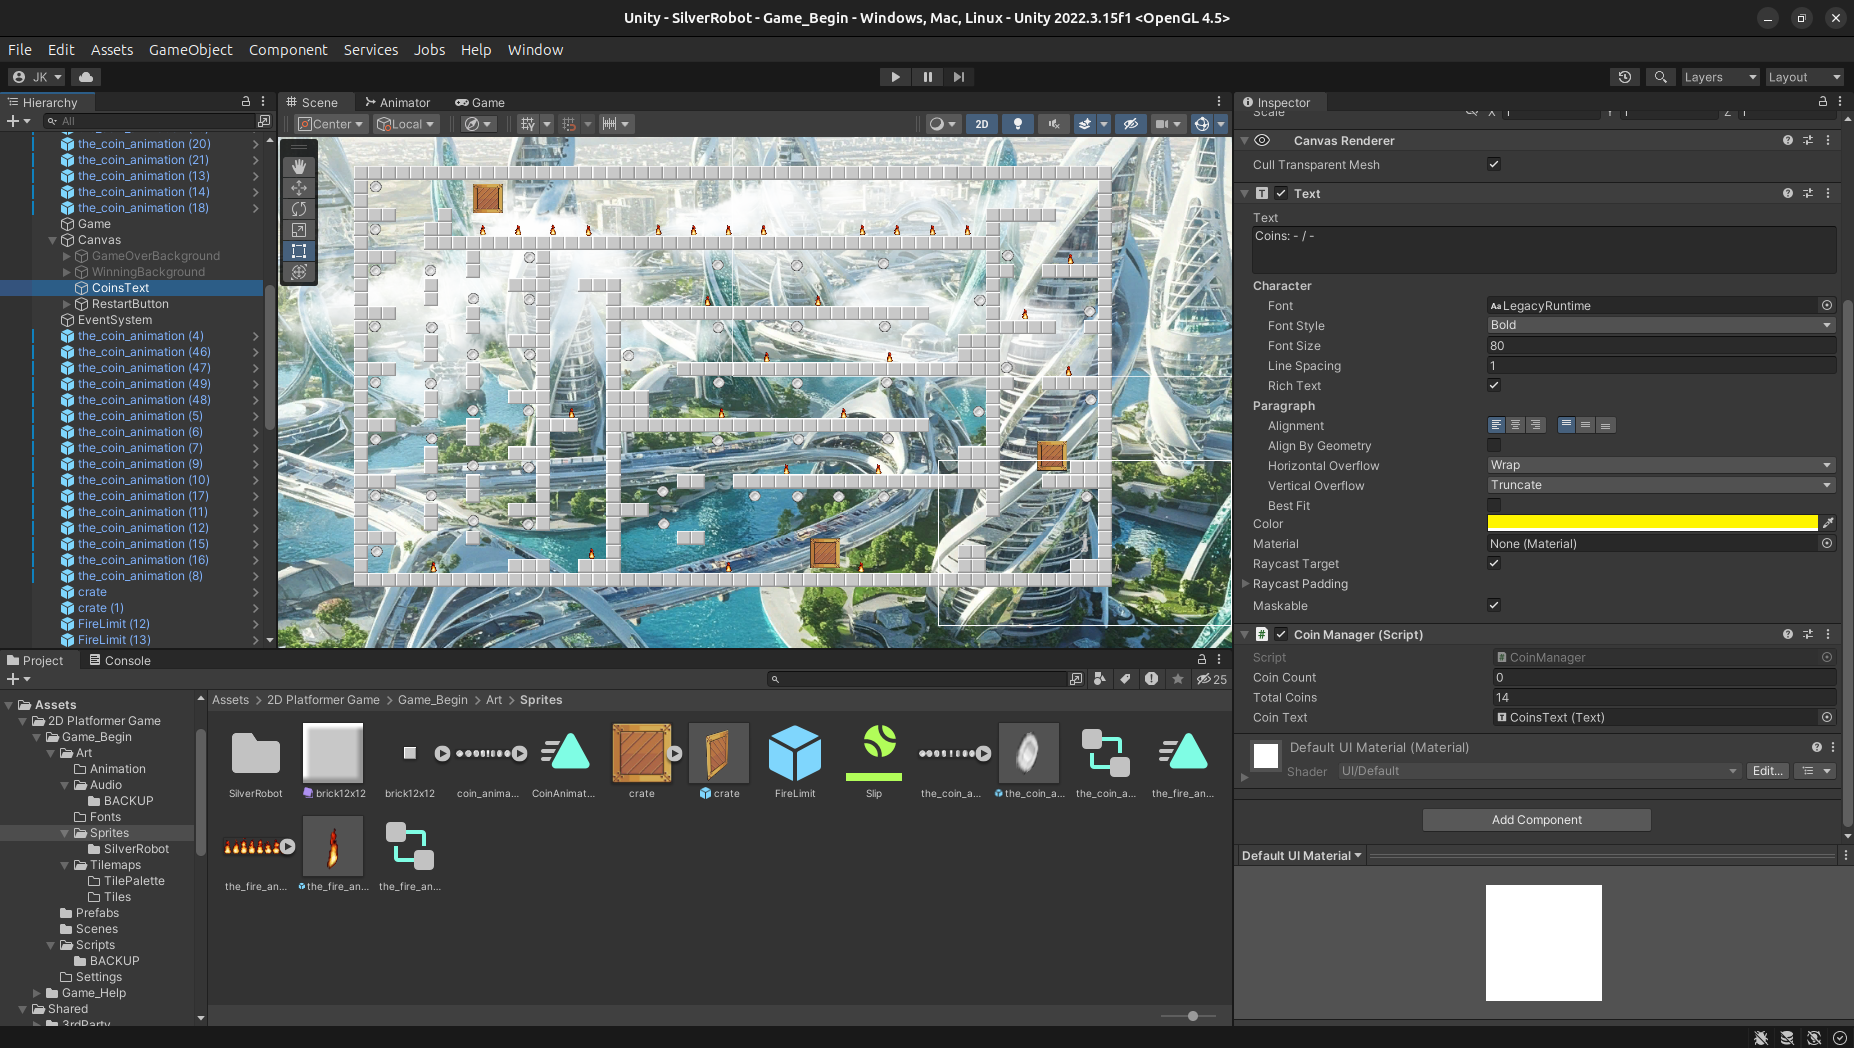 Unity - SilverRobot - Game_Begin - Windows, Mac, Linux - Unity 2022.3.15f1 <OpenGL 4.5>
File Edit Assets GameObject Component Services Jobs Help Window
JK
Layers Layout
Hierarchy
All
the_coin_animation (20)
the_coin_animation (21)
the_coin_animation (13)
the_coin_animation (14)
the_coin_animation (18)
Game
Canvas
GameOverBackground
WinningBackground
CoinsText
RestartButton
EventSystem
the_coin_animation (4)
the_coin_animation (46)
the_coin_animation (47)
the_coin_animation (49)
the_coin_animation (48)
the_coin_animation (5)
the_coin_animation (6)
the_coin_animation (7)
the_coin_animation (9)
the_coin_animation (10)
the_coin_animation (17)
the_coin_animation (11)
the_coin_animation (12)
the_coin_animation (15)
the_coin_animation (16)
the_coin_animation (8)
crate
crate (1)
FireLimit (12)
FireLimit (13)
Scene Animator Game
Center Local 2D
Inspector
Scale X 1 Y 1 Z 1
Canvas Renderer
Cull Transparent Mesh
Text
Text
Coins: - / -
Character
Font LegacyRuntime
Font Style Bold
Font Size 80
Line Spacing 1
Rich Text
Paragraph
Alignment
Align By Geometry
Horizontal Overflow Wrap
Vertical Overflow Truncate
Best Fit
Color
Material None (Material)
Raycast Target
Raycast Padding
Maskable
Coin Manager (Script)
Script CoinManager
Coin Count 0
Total Coins 14
Coin Text CoinsText (Text)
Default UI Material (Material)
Shader UI/Default Edit...
Add Component
Default UI Material
Project Console
25
Assets
2D Platformer Game
Game_Begin
Art
Animation
Audio
BACKUP
Fonts
Sprites
SilverRobot
Tilemaps
TilePalette
Tiles
Prefabs
Scenes
Scripts
BACKUP
Settings
Game_Help
Shared
3rdParty
Assets > 2D Platformer Game > Game_Begin > Art > Sprites
SilverRobot brick12x12 brick12x12 coin_anima... CoinAnimat... crate crate FireLimit Slip the_coin_a... the_coin_a... the_coin_a... the_fire_an...
the_fire_an... the_fire_an... the_fire_an...